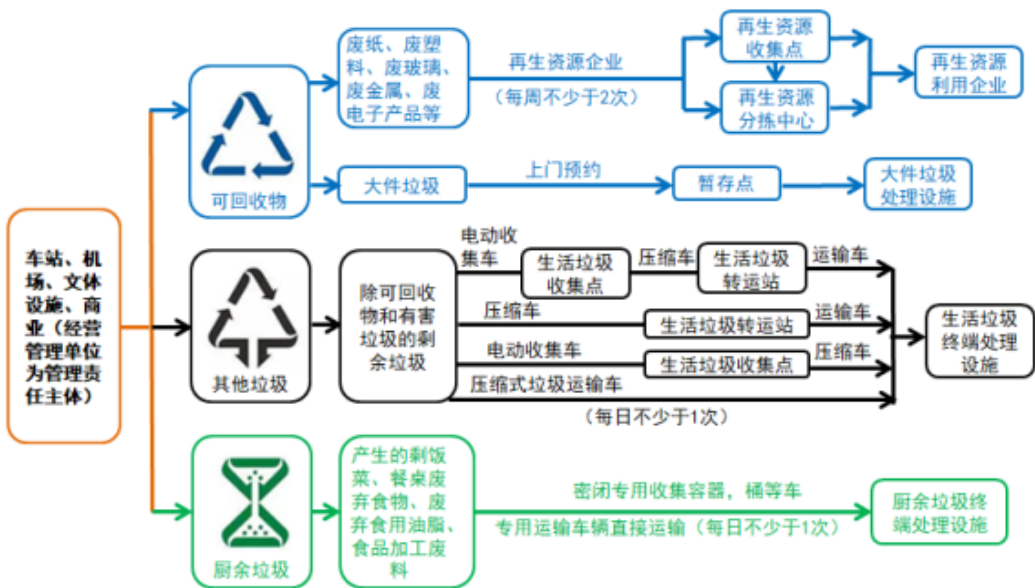 车站、机
场、文体
设施、商
业（经营
管理单位
为管理责
任主体）
可回收物
废纸、废塑
料、废玻璃、
废金属、废
电子产品等
再生资源企业
（每周不少于2次）
再生资源
收集点
再生资源
分拣中心
再生资源
利用企业
大件垃圾
上门预约
暂存点
大件垃圾
处理设施
其他垃圾
除可回收
物和有害
垃圾的剩
余垃圾
电动收
集车
生活垃圾
收集点
压缩车
生活垃圾
转运站
运输车
压缩车
生活垃圾转运站
运输车
电动收集车
生活垃圾收集点
压缩车
压缩式垃圾运输车
（每日不少于1次）
生活垃圾
终端处理
设施
厨余垃圾
产生的剩饭
菜、餐桌废
弃食物、废
弃食用油脂、
食品加工废
料
密闭专用收集容器，桶等车
专用运输车辆直接运输（每日不少于1次）
厨余垃圾终
端处理设施